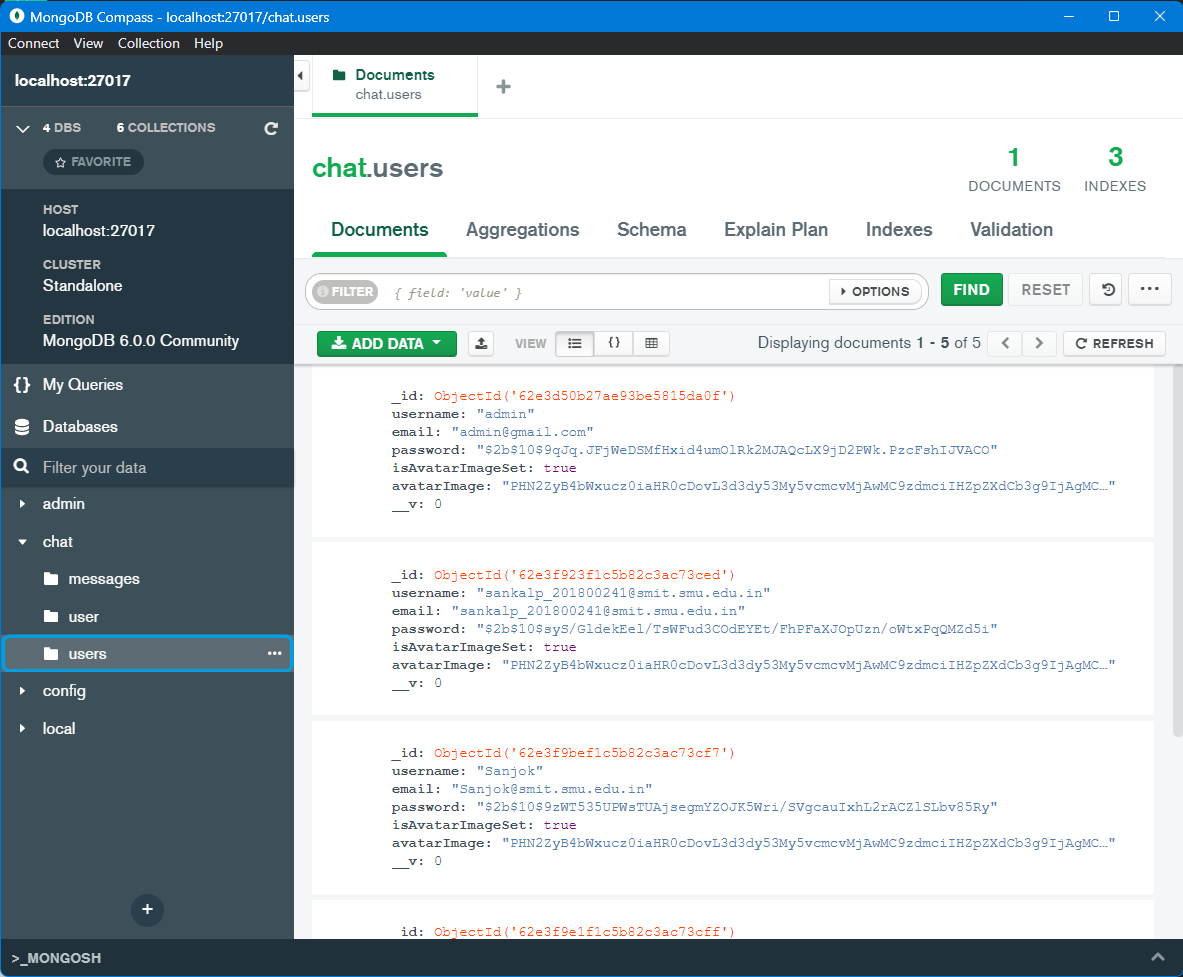 MongoDB Compass - localhost:27017/chat.users
Connect View Collection Help
localhost:27017
4 DBS 6 COLLECTIONS
FAVORITE
HOST
localhost:27017
CLUSTER
Standalone
EDITION
MongoDB 6.0.0 Community
{} My Queries
Databases
Filter your data
admin
chat
messages
user
users
config
local
+
>_MONGOSH
Documents
chat.users
+
chat.users
1
DOCUMENTS
3
INDEXES
Documents Aggregations Schema Explain Plan Indexes Validation
FILTER { field: 'value' } OPTIONS FIND RESET
ADD DATA VIEW {} Displaying documents 1 - 5 of 5 REFRESH
_id: ObjectId('62e3d50b27ae93be5815da0f')
username: "admin"
email: "admin@gmail.com"
password: "$2b$10$9qJq.JFjWeDSMfHxid4umOlRk2MJAQcLX9jD2PWk.PzcFshIJVACO"
isAvatarImageSet: true
avatarImage: "PHN2ZyB4bWxucz0iaHR0cDovL3d3dy53My5vcmcvMjAwMC9zdmciIHZpZXdCb3g9IjAgMC…"
__v: 0
_id: ObjectId('62e3f923f1c5b82c3ac73ced')
username: "sankalp_201800241@smit.smu.edu.in"
email: "sankalp_201800241@smit.smu.edu.in"
password: "$2b$10$syS/GldekEel/TsWFud3COdEYEt/FhPFaXJOpUzn/oWtxPqQMZd5i"
isAvatarImageSet: true
avatarImage: "PHN2ZyB4bWxucz0iaHR0cDovL3d3dy53My5vcmcvMjAwMC9zdmciIHZpZXdCb3g9IjAgMC…"
__v: 0
_id: ObjectId('62e3f9bef1c5b82c3ac73cf7')
username: "Sanjok"
email: "Sanjok@smit.smu.edu.in"
password: "$2b$10$9zWT535UPWsTUAjsegmYZOJK5Wri/SVgcauIxhL2rACZlSLbv85Ry"
isAvatarImageSet: true
avatarImage: "PHN2ZyB4bWxucz0iaHR0cDovL3d3dy53My5vcmcvMjAwMC9zdmciIHZpZXdCb3g9IjAgMC…"
__v: 0
_id: ObjectId('62e3f9e1f1c5b82c3ac73cff')